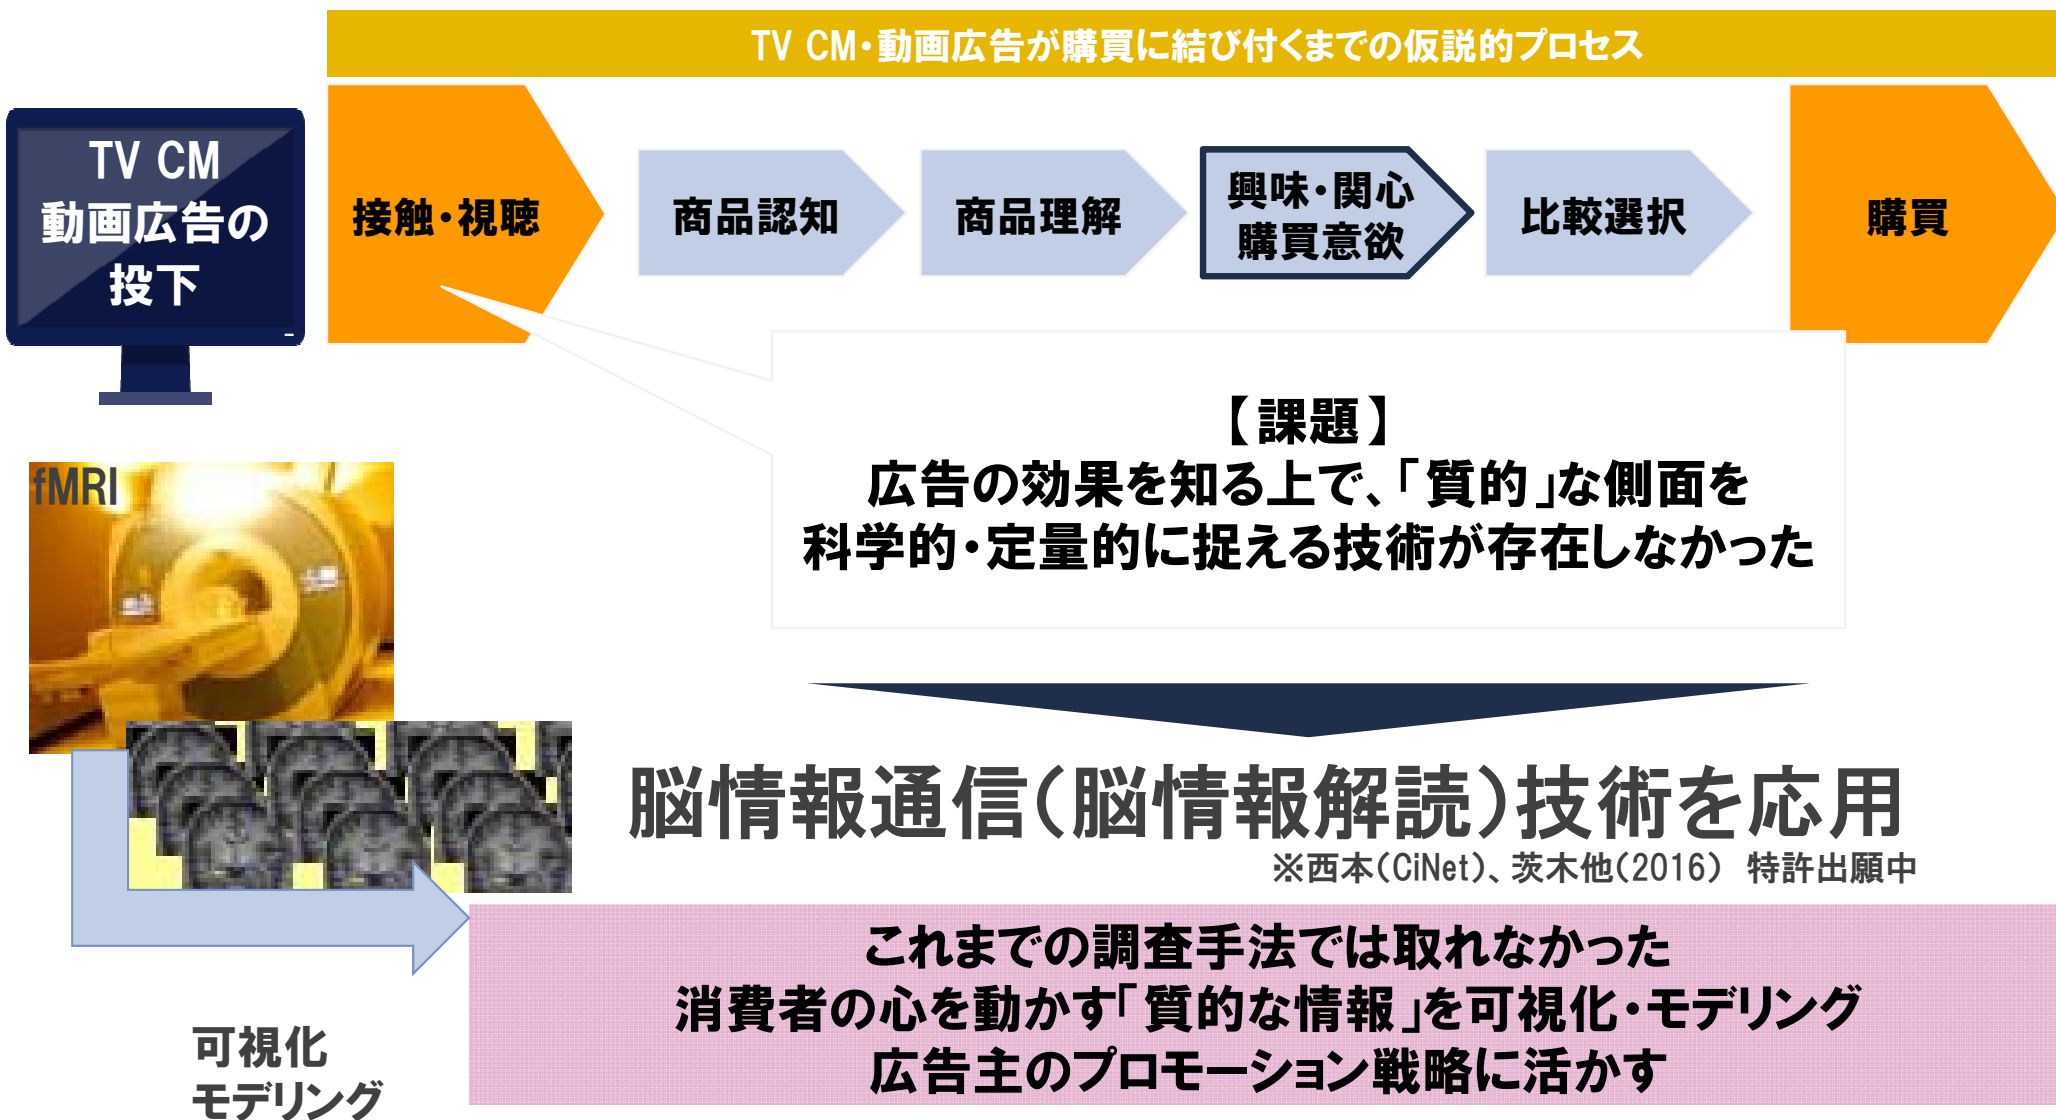 TV CM・動画広告が購買に結び付くまでの仮説的プロセス
TV CM
動画広告の
投下
接触・視聴
商品認知
商品理解
興味・関心
購買意欲
比較選択
購買
【課題】
広告の効果を知る上で、「質的」な側面を
科学的・定量的に捉える技術が存在しなかった
fMRI
脳情報通信(脳情報解読)技術を応用
※西本(CiNet)、茨木他(2016) 特許出願中
これまでの調査手法では取れなかった
消費者の心を動かす「質的な情報」を可視化・モデリング
広告主のプロモーション戦略に活かす
可視化
モデリング